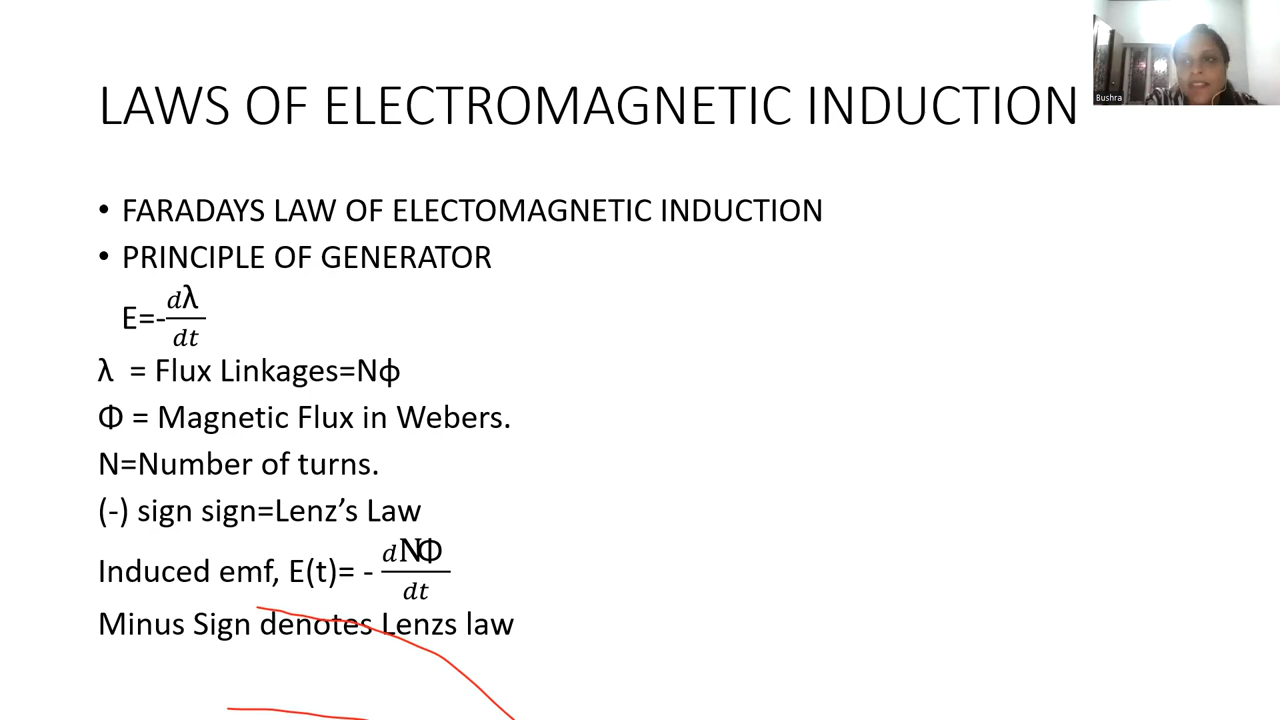 LAWS OF ELECTROMAGNETIC INDUCTION
Bushra
• FARADAYS LAW OF ELECTOMAGNETIC INDUCTION
• PRINCIPLE OF GENERATOR
E=-dλ/dt
λ = Flux Linkages=Nϕ
Φ = Magnetic Flux in Webers.
N=Number of turns.
(-) sign sign=Lenz’s Law
Induced emf, E(t)= - dNΦ/dt
Minus Sign denotes Lenzs law